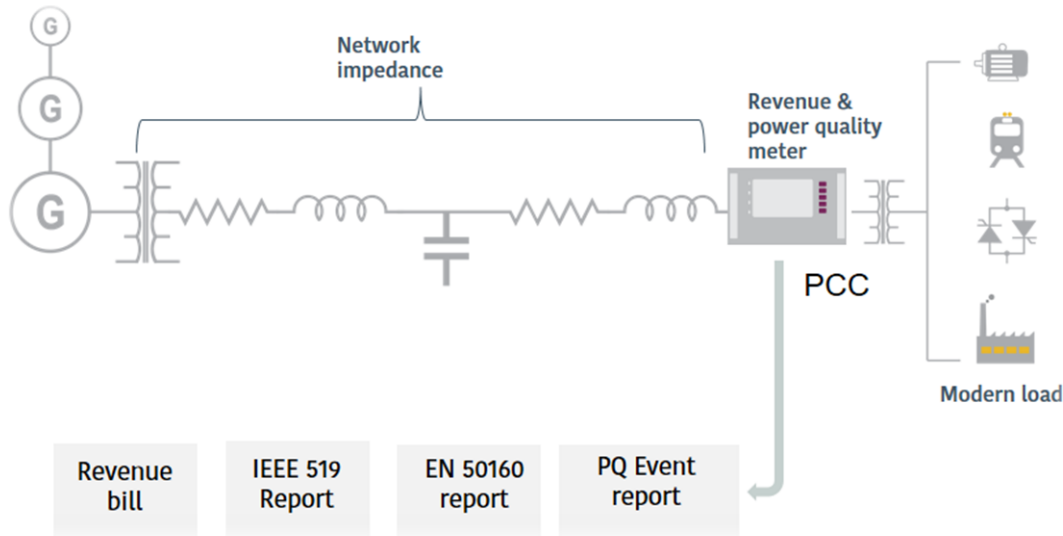 G
G
G
Network
impedance
Revenue &
power quality
meter
PCC
Modern load
Revenue
bill
IEEE 519
Report
EN 50160
report
PQ Event
report